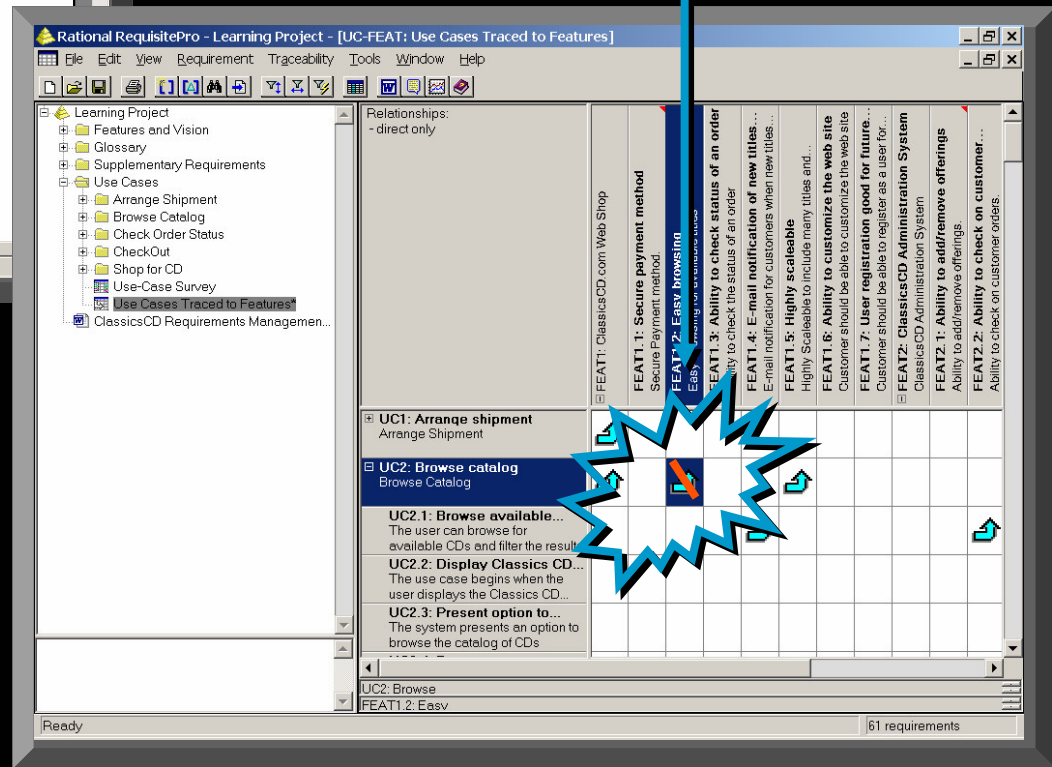 Rational RequisitePro - Learning Project - [UC-FEAT: Use Cases Traced to Features]
File Edit View Requirement Traceability Tools Window Help
Learning Project
Features and Vision
Glossary
Supplementary Requirements
Use Cases
Arrange Shipment
Browse Catalog
Check Order Status
CheckOut
Shop for CD
Use-Case Survey
Use Cases Traced to Features*
ClassicsCD Requirements Managemen...
Relationships:
- direct only
FEAT1: ClassicsCD.com Web Shop
FEAT1.1: Secure payment method
Secure Payment method.
FEAT1.2: Easy browsing
Easy browsing for available titles
FEAT1.3: Ability to check status of an order
Ability to check the status of an order
FEAT1.4: E-mail notification of new titles...
E-mail notification for customers when new titles...
FEAT1.5: Highly scaleable
Highly Scaleable to include many titles and...
FEAT1.6: Ability to customize the web site
Customer should be able to customize the web site
FEAT1.7: User registration good for future...
Customer should be able to register as a user for...
FEAT2: ClassicsCD Administration System
ClassicsCD Administration System
FEAT2.1: Ability to add/remove offerings
Ability to add/remove offerings.
FEAT2.2: Ability to check on customer...
Ability to check on customer orders.
UC1: Arrange shipment
Arrange Shipment
UC2: Browse catalog
Browse Catalog
UC2.1: Browse available...
The user can browse for
available CDs and filter the result
UC2.2: Display Classics CD...
The use case begins when the
user displays the Classics CD...
UC2.3: Present option to...
The system presents an option to
browse the catalog of CDs
UC2: Browse
FEAT1.2: Easy
Ready
61 requirements